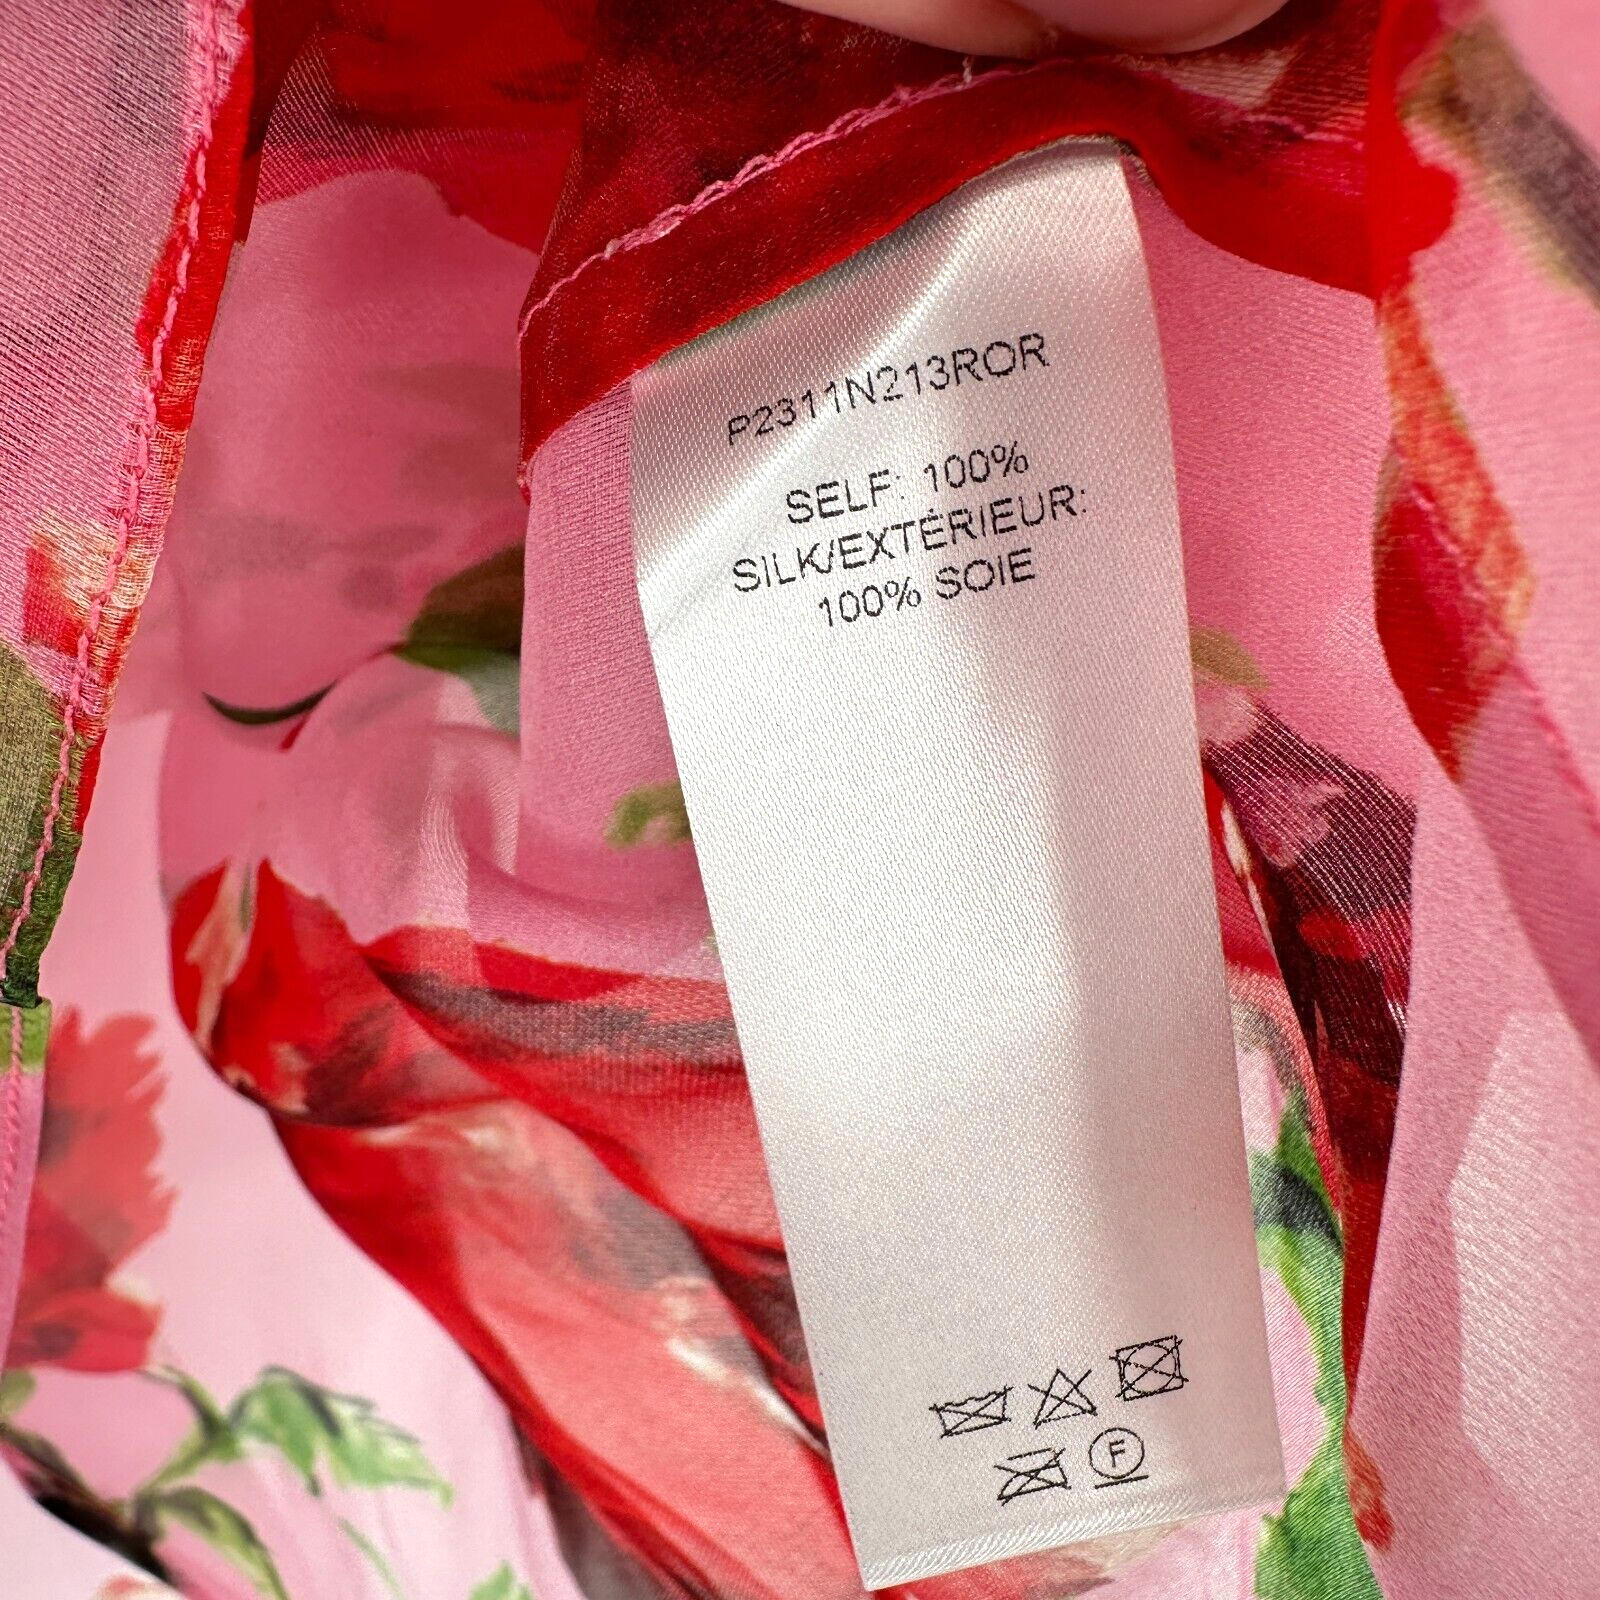 P2311N213ROR
SELF: 100%
SILK/EXTÉRIEUR:
100% SOIE
F